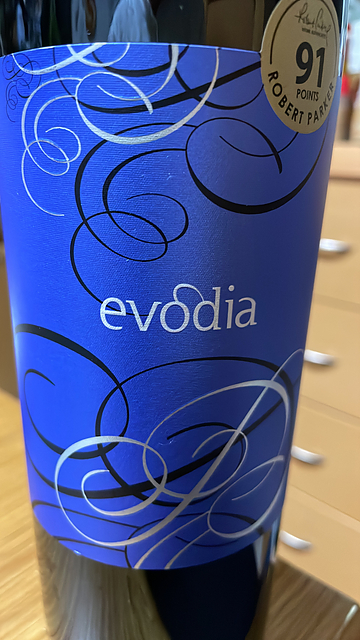 91
POINTS
ROBERT PARKER
evodia